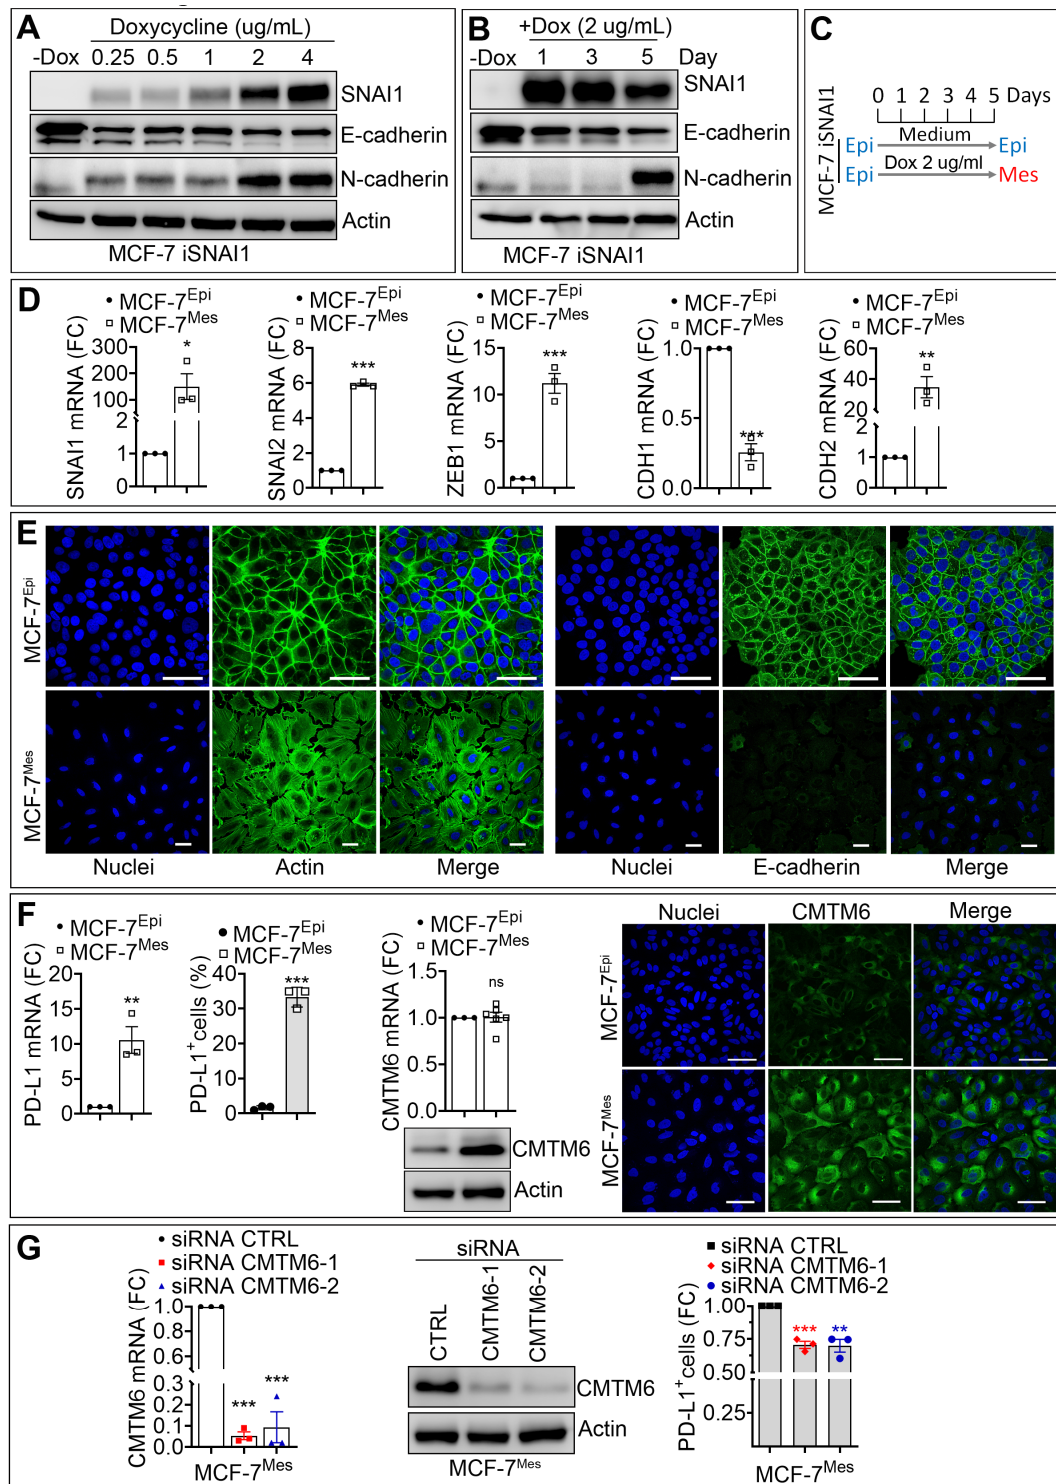 A
Doxycycline (ug/mL)
-Dox 0.25 0.5 1 2 4
SNAI1
E-cadherin
N-cadherin
Actin
MCF-7 iSNAI1
B
+Dox (2 ug/mL)
-Dox 1 3 5 Day
SNAI1
E-cadherin
N-cadherin
Actin
MCF-7 iSNAI1
C
MCF-7 iSNAI1
0 1 2 3 4 5 Days
Epi Medium Epi
Epi Dox 2 ug/ml Mes
D
MCF-7Epi
MCF-7Mes
SNAI1 mRNA (FC)
300
200
100
2
1
0
*
MCF-7Epi
MCF-7Mes
SNAI2 mRNA (FC)
8
6
4
2
0
***
MCF-7Epi
MCF-7Mes
ZEB1 mRNA (FC)
15
10
5
0
***
MCF-7Epi
MCF-7Mes
CDH1 mRNA (FC)
1.0
0.5
0.0
***
MCF-7Epi
MCF-7Mes
CDH2 mRNA (FC)
60
40
20
2
1
0
**
E
MCF-7Epi
MCF-7Mes
Nuclei Actin Merge Nuclei E-cadherin Merge
F
MCF-7Epi
MCF-7Mes
PD-L1 mRNA (FC)
20
15
10
5
0
**
MCF-7Epi
MCF-7Mes
PD-L1+cells (%)
40
30
20
10
0
***
MCF-7Epi
MCF-7Mes
CMTM6 mRNA (FC)
1.5
1.0
0.5
0.0
ns
CMTM6
Actin
Nuclei CMTM6 Merge
MCF-7Epi
MCF-7Mes
G
siRNA CTRL
siRNA CMTM6-1
siRNA CMTM6-2
CMTM6 mRNA (FC)
1.0
0.8
0.6
0.3
0.2
0.1
0.0
***
***
MCF-7Mes
siRNA
CTRL
CMTM6-1
CMTM6-2
CMTM6
Actin
MCF-7Mes
siRNA CTRL
siRNA CMTM6-1
siRNA CMTM6-2
PD-L1+cells (FC)
1.00
0.75
0.50
0.25
***
**
MCF-7Mes